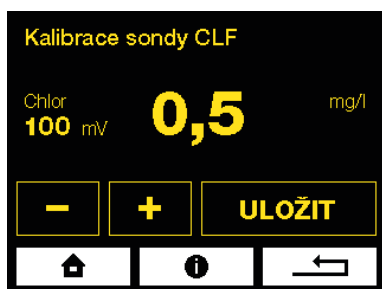 Kalibrace sondy CLF
Chlor
100 mV
0,5
mg/l
− + ULOŽIT